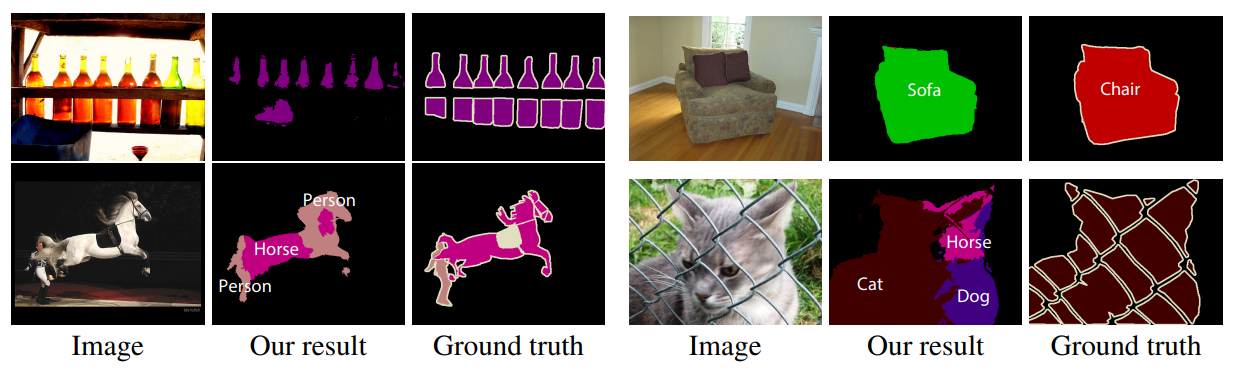 Sofa
Chair
Person
Horse
Person
Horse
Cat
Dog
Image
Our result
Ground truth
Image
Our result
Ground truth